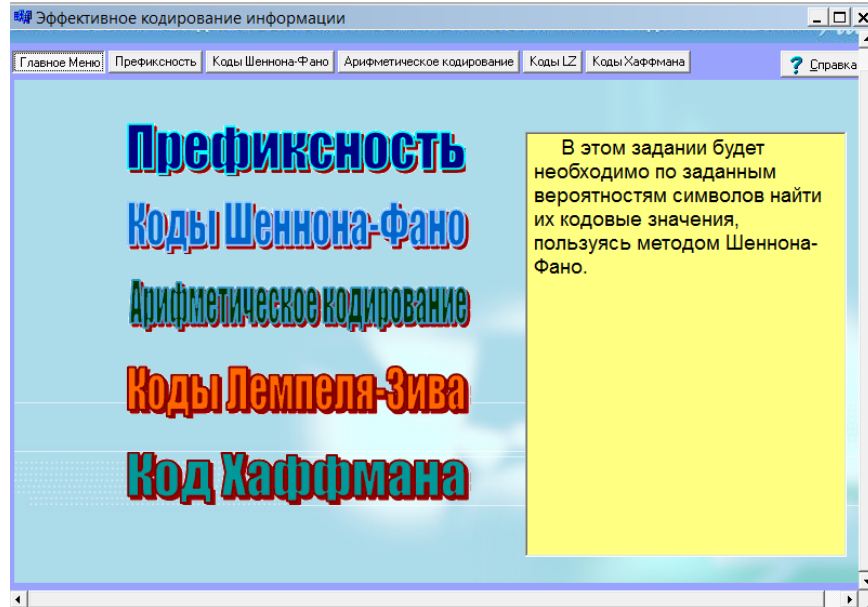 Эффективное кодирование информации
Главное Меню
Префиксность
Коды Шеннона-Фано
Арифметическое кодирование
Коды LZ
Коды Хаффмана
? Справка
Префиксность
Коды Шеннона-Фано
Арифметическое кодирование
Коды Лемпеля-Зива
Код Хаффмана
В этом задании будет
необходимо по заданным
вероятностям символов найти
их кодовые значения,
пользуясь методом Шеннона-
Фано.